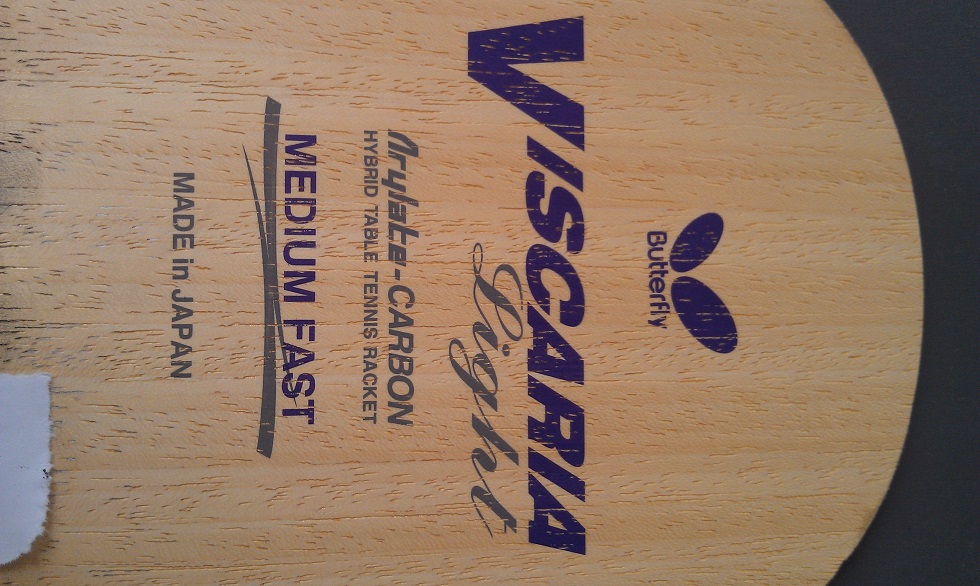 Butterfly
VISCARIA
Light
Arylate-CARBON
HYBRID TABLE TENNIS RACKET
MEDIUM FAST
MADE in JAPAN